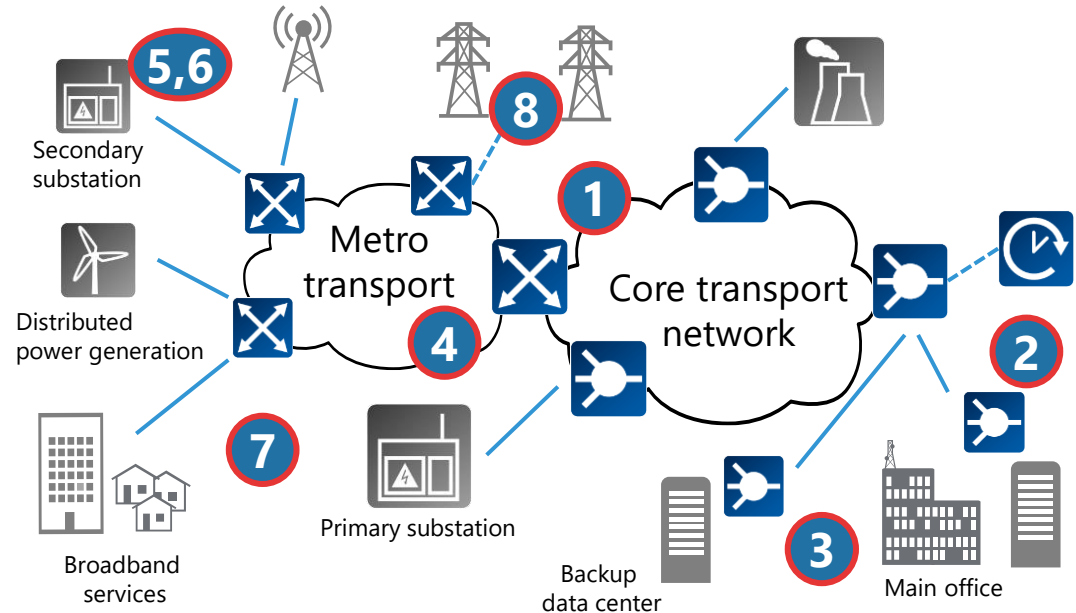 5,6
8
Secondary
substation
1
Metro
transport
Core transport
network
Distributed
power generation
4
2
7
Primary substation
3
Broadband
services
Backup
data center
Main office